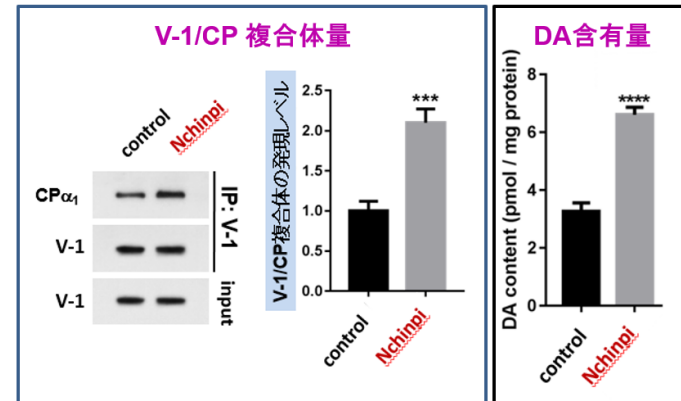 V-1/CP 複合体量
control
Nchinpi
CPα1
V-1
IP: V-1
V-1
input
V-1/CP複合体の発現レベル
2.5
2.0
1.5
1.0
0.5
0.0
***
control
Nchinpi
DA含有量
DA content (pmol / mg protein)
8
6
4
2
0
****
control
Nchinpi